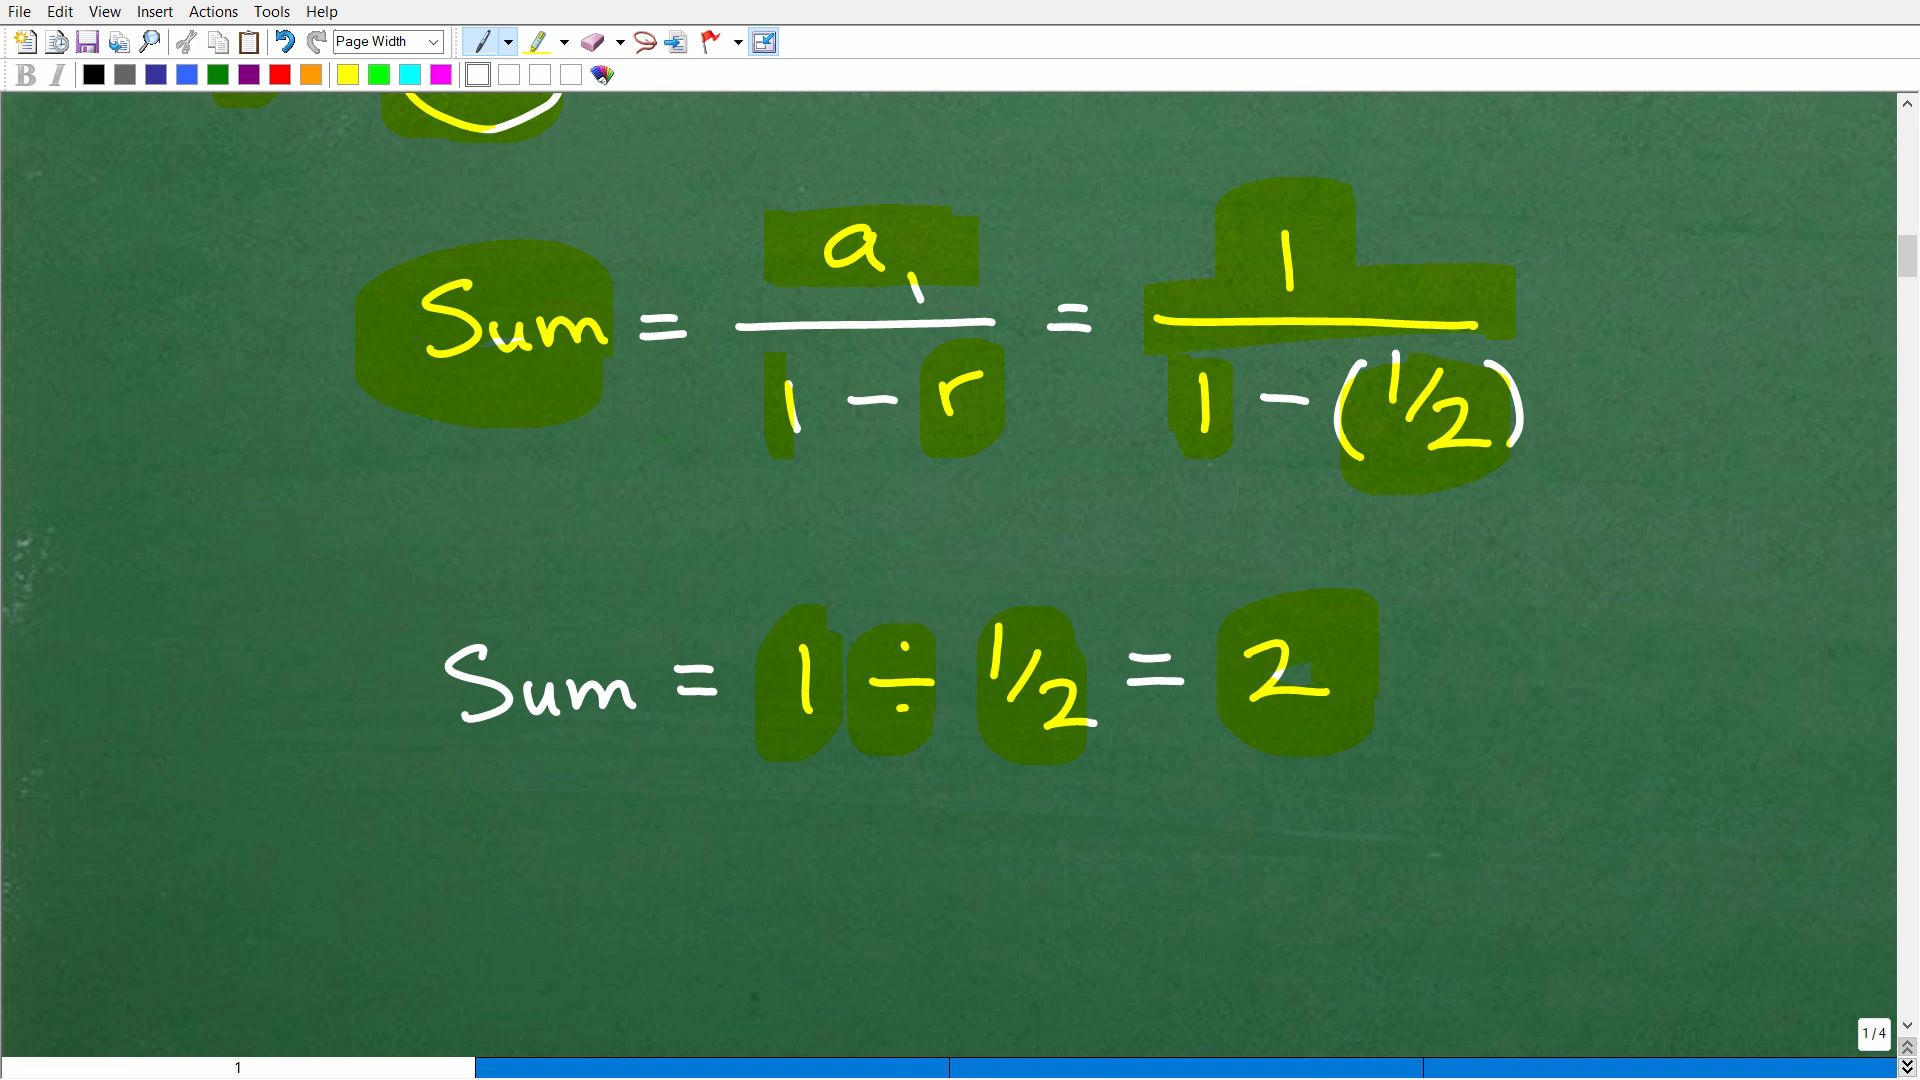 File Edit View Insert Actions Tools Help
Page Width
B I
Sum = a₁ / (1 - r) = 1 / (1 - (1/2))
Sum = 1 ÷ 1/2 = 2
1 / 4
1